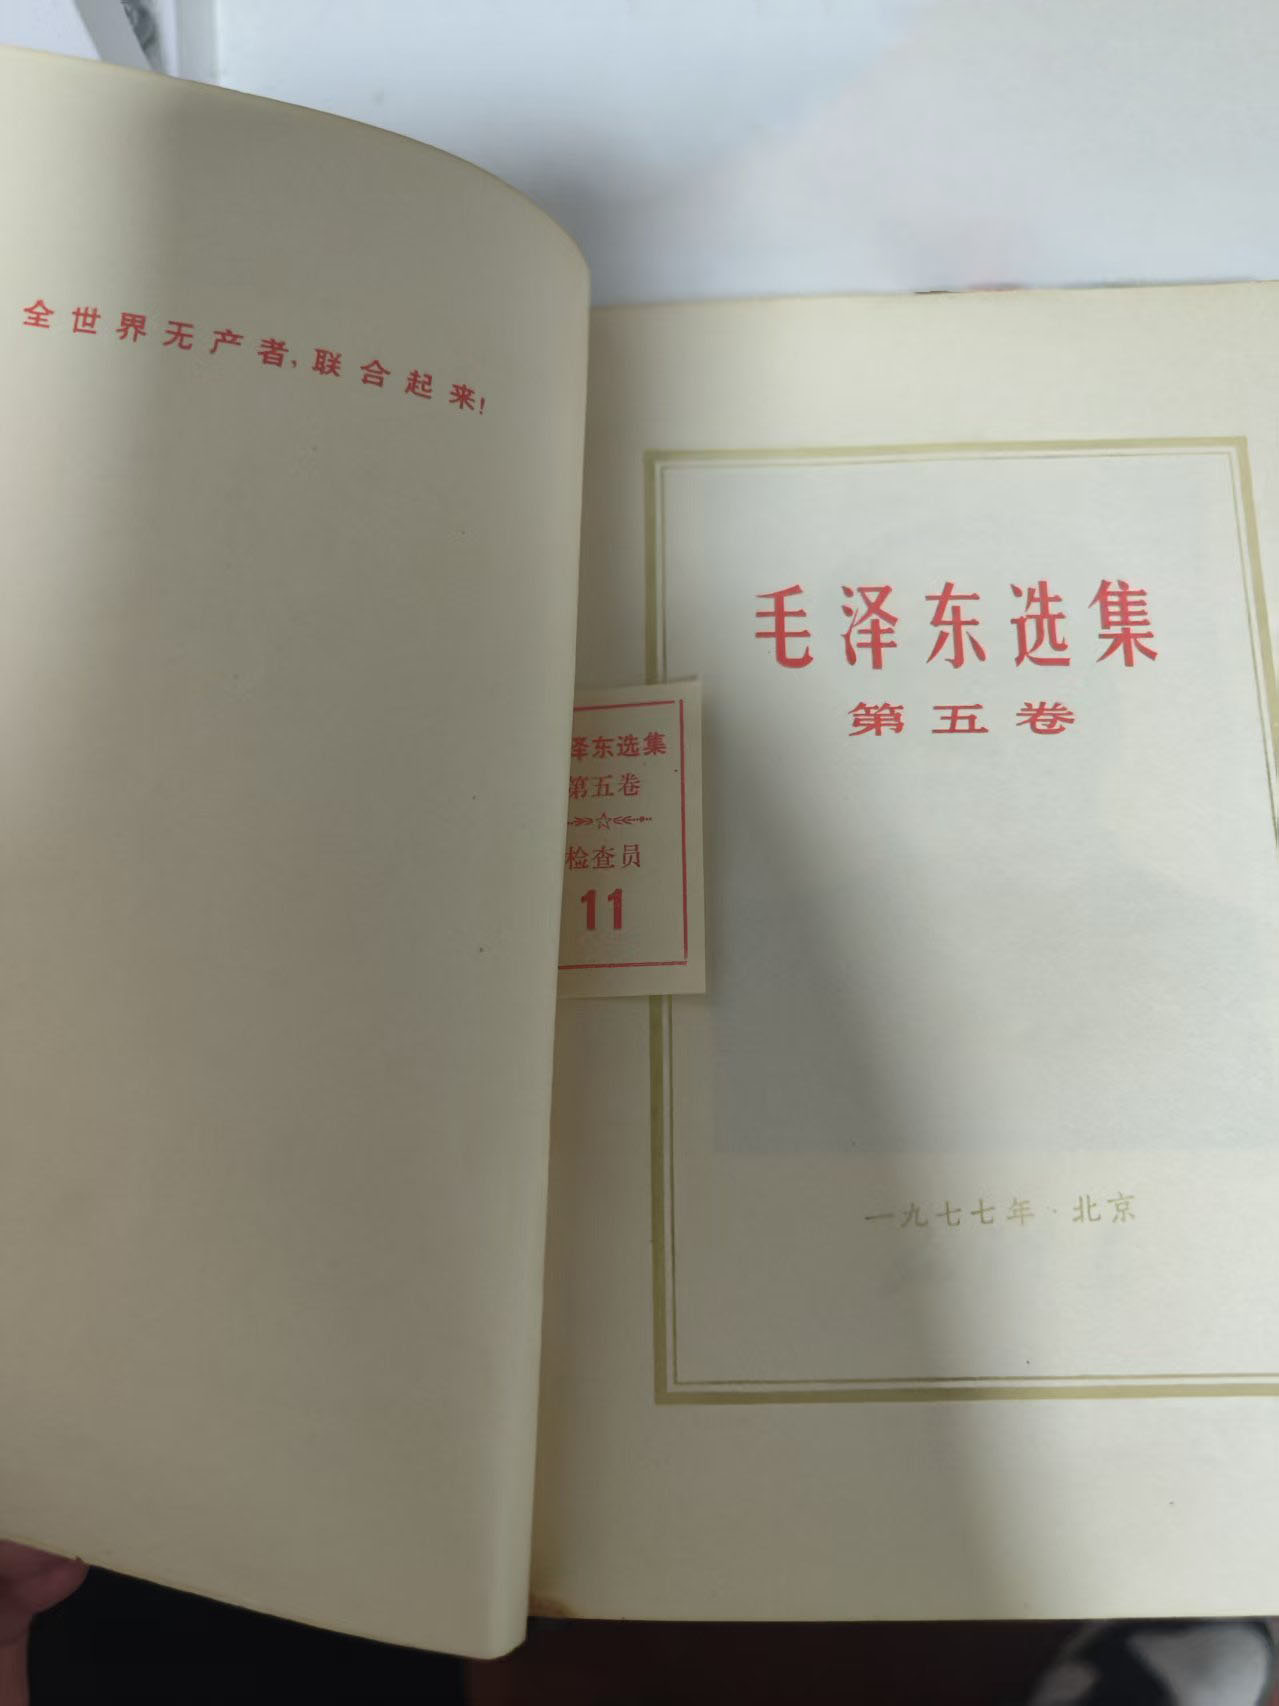 全世界无产者,联合起来!
毛泽东选集
第五卷
泽东选集
第五卷
检查员
11
一九七七年·北京